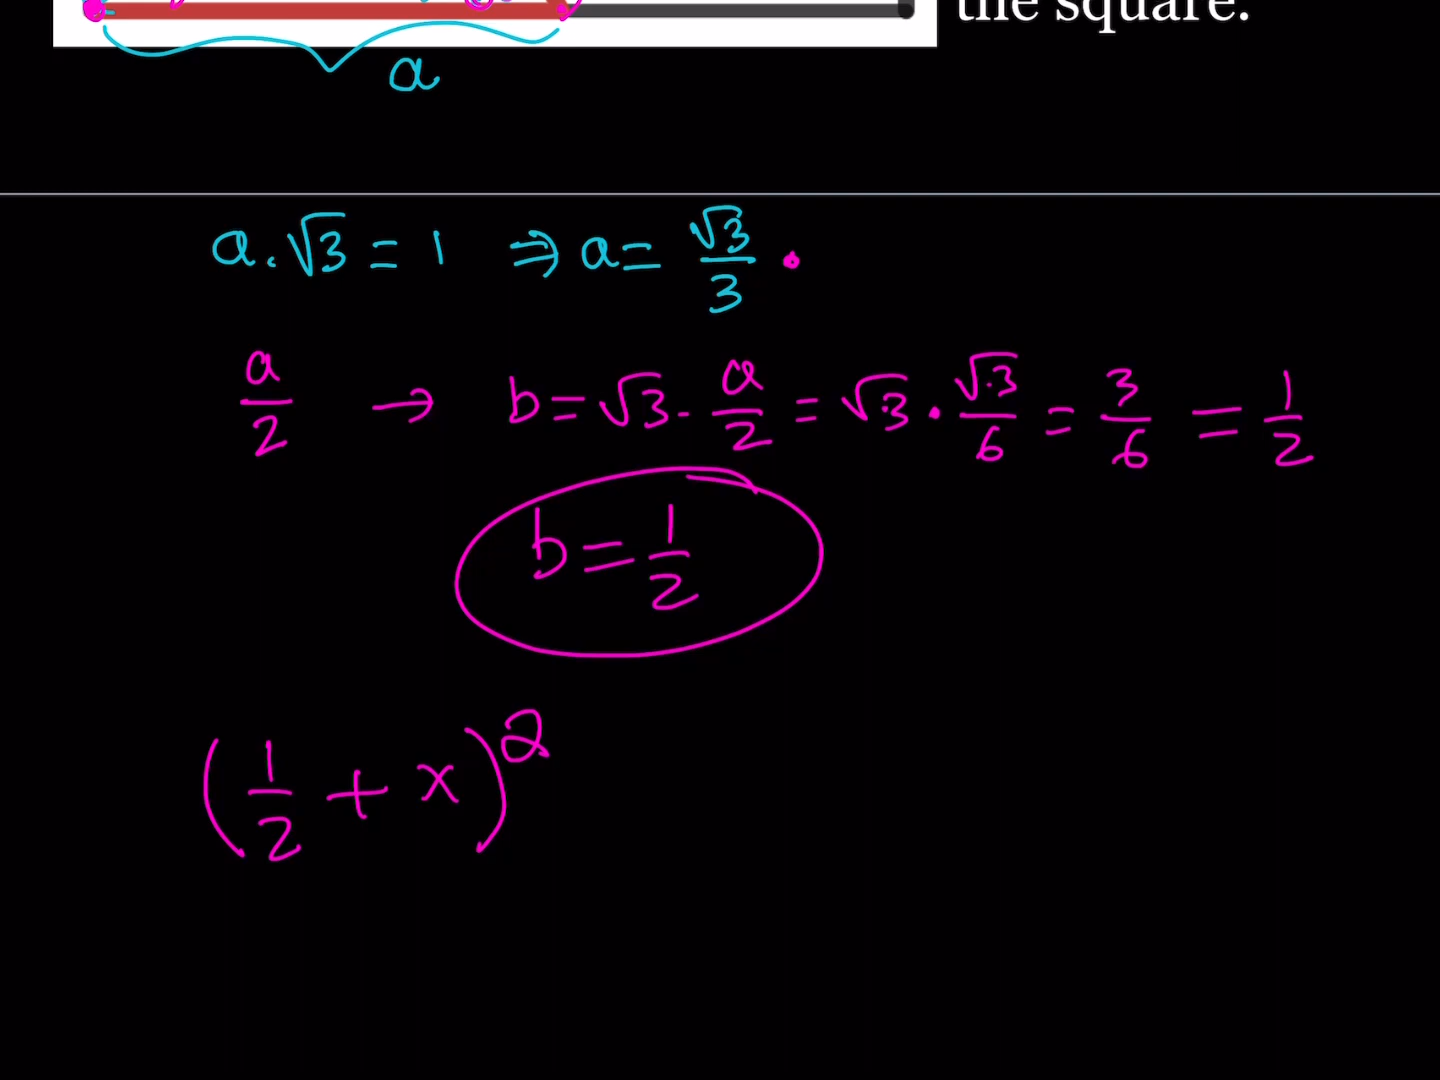 the square.
a
a.√3 = 1 ⇒ a = √3/3 •
a/2 → b = √3 - a/2 = √3 • √3/6 = 3/6 = 1/2
b = 1/2
(1/2 + x)²